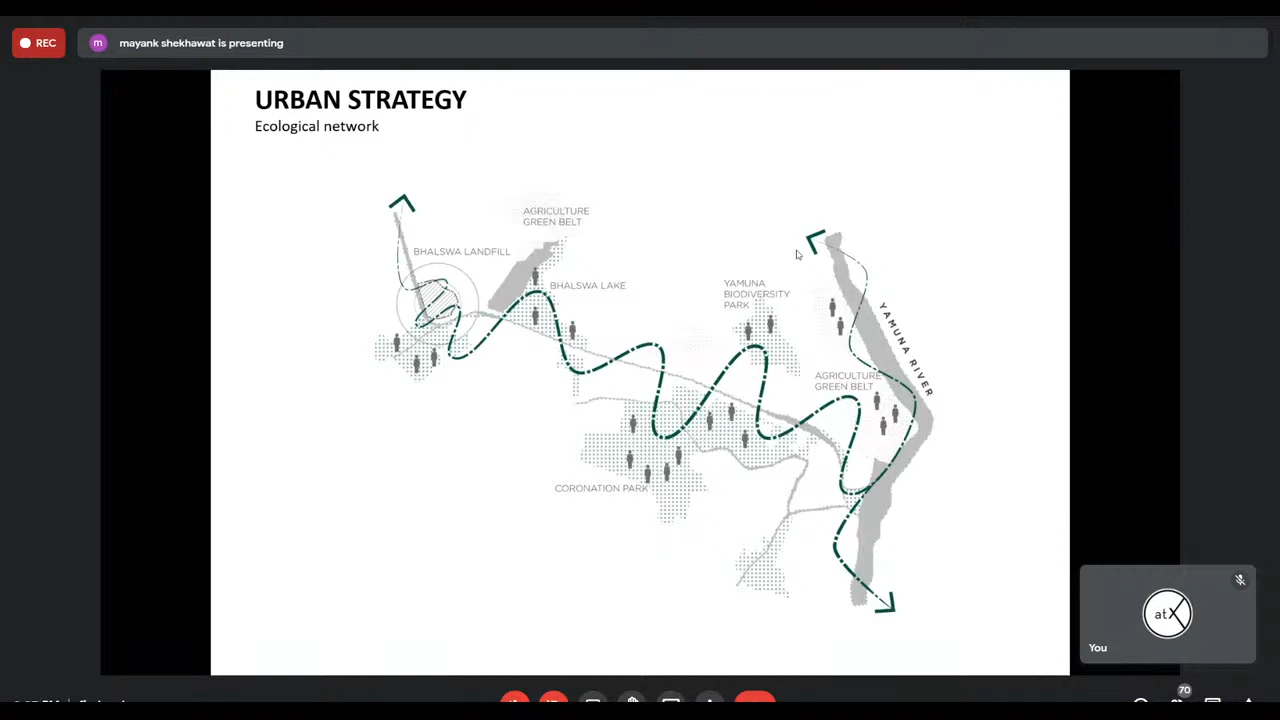 REC
m
mayank shekhawat is presenting
URBAN STRATEGY
Ecological network
AGRICULTURE
GREEN BELT
BHALSWA LANDFILL
BHALSWA LAKE
YAMUNA
BIODIVERSITY
PARK
YAMUNA RIVER
AGRICULTURE
GREEN BELT
CORONATION PARK
atX
You
70